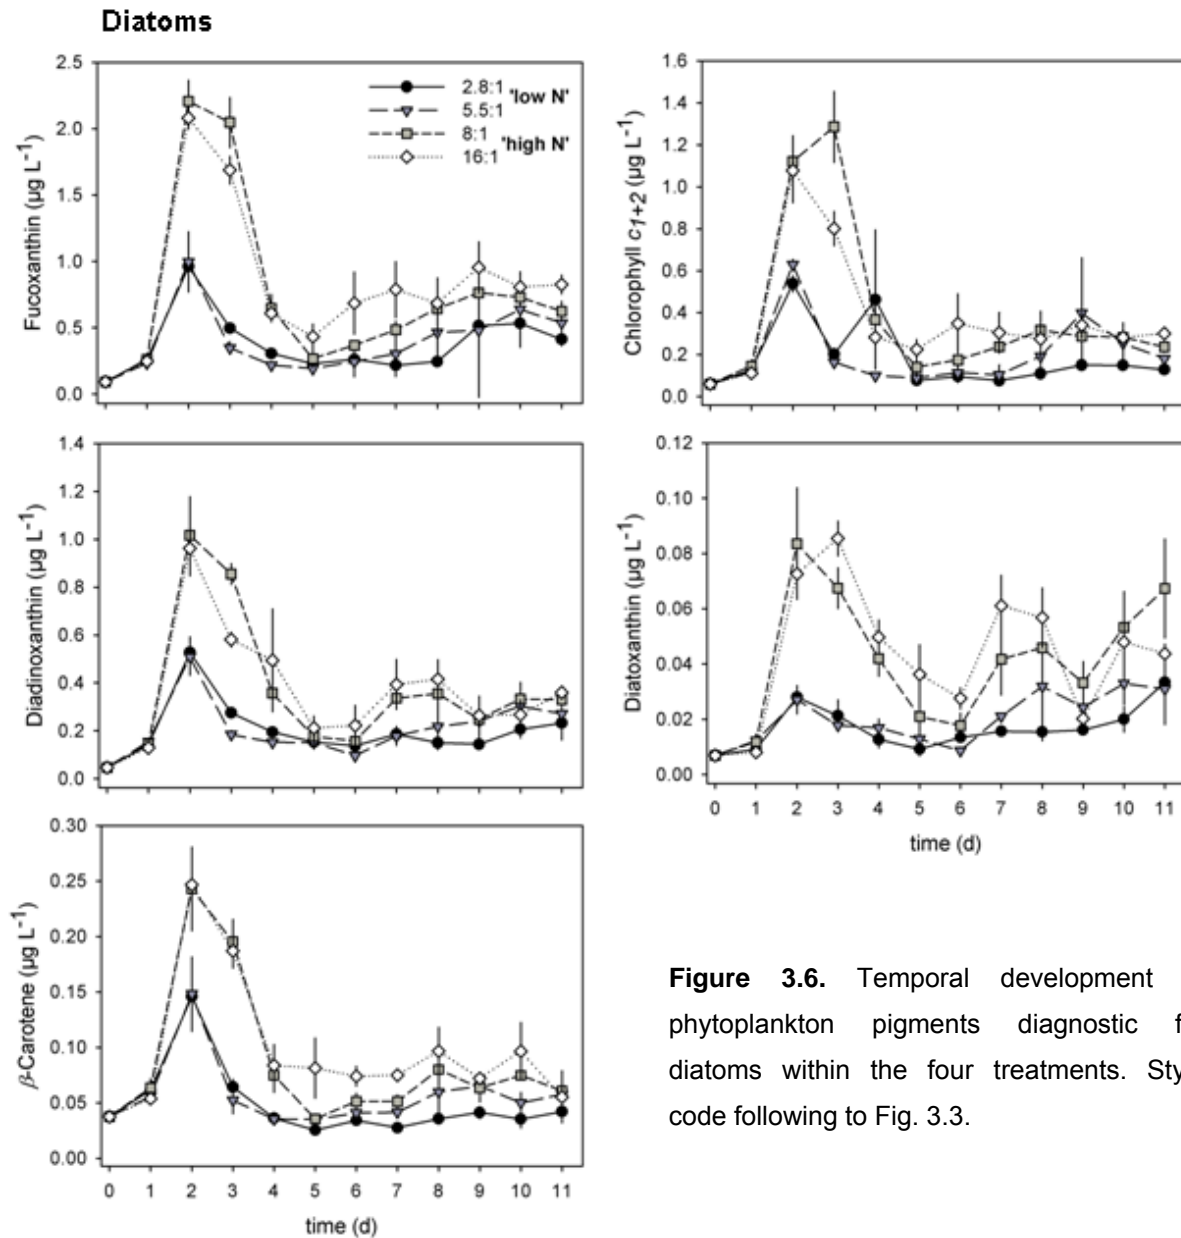 Diatoms
2.5
2.0
1.5
1.0
0.5
0.0
Fucoxanthin (µg L⁻¹)
2.8:1
5.5:1
8:1
16:1
'low N'
'high N'
1.6
1.4
1.2
1.0
0.8
0.6
0.4
0.2
0.0
Chlorophyll c1+2 (µg L⁻¹)
1.4
1.2
1.0
0.8
0.6
0.4
0.2
0.0
Diadinoxanthin (µg L⁻¹)
0.12
0.10
0.08
0.06
0.04
0.02
0.00
Diatoxanthin (µg L⁻¹)
0 1 2 3 4 5 6 7 8 9 10 11
time (d)
0.30
0.25
0.20
0.15
0.10
0.05
0.00
β-Carotene (µg L⁻¹)
0 1 2 3 4 5 6 7 8 9 10 11
time (d)
Figure 3.6. Temporal development
phytoplankton pigments diagnostic f
diatoms within the four treatments. Sty
code following to Fig. 3.3.